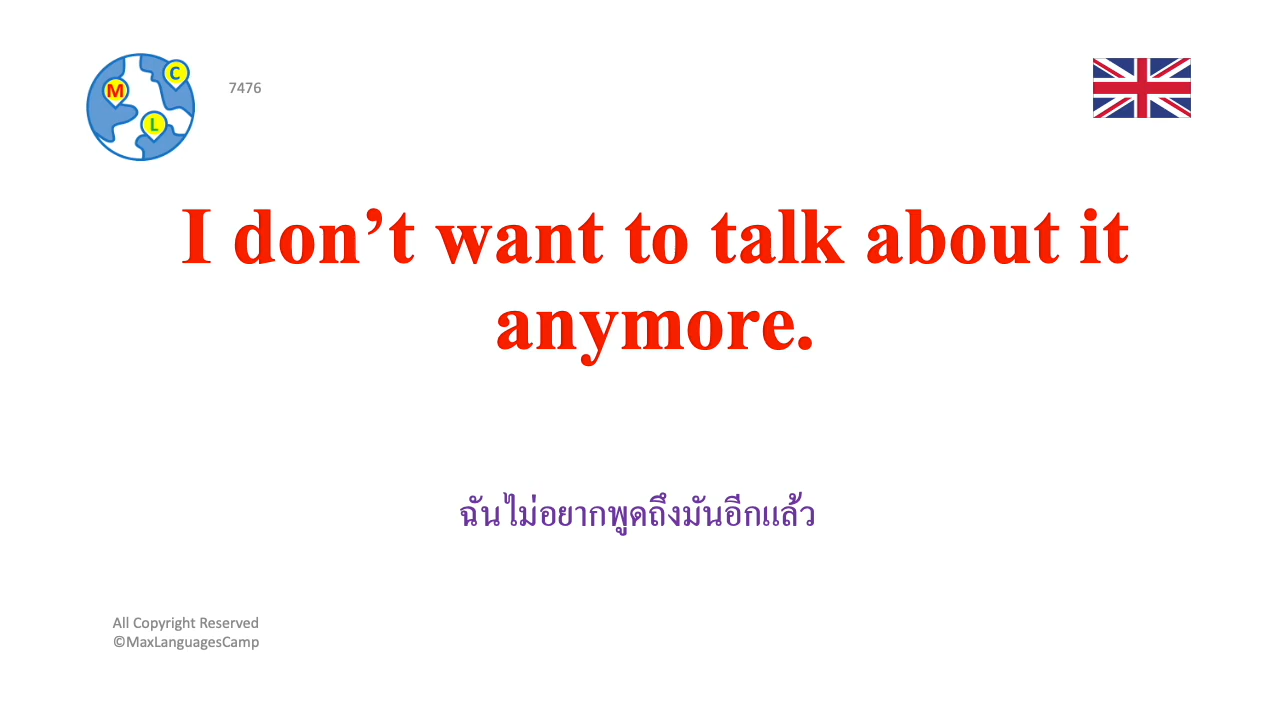 C
M
L
7476
I don’t want to talk about it
anymore.
ฉันไม่อยากพูดถึงมันอีกแล้ว
All Copyright Reserved
©MaxLanguagesCamp